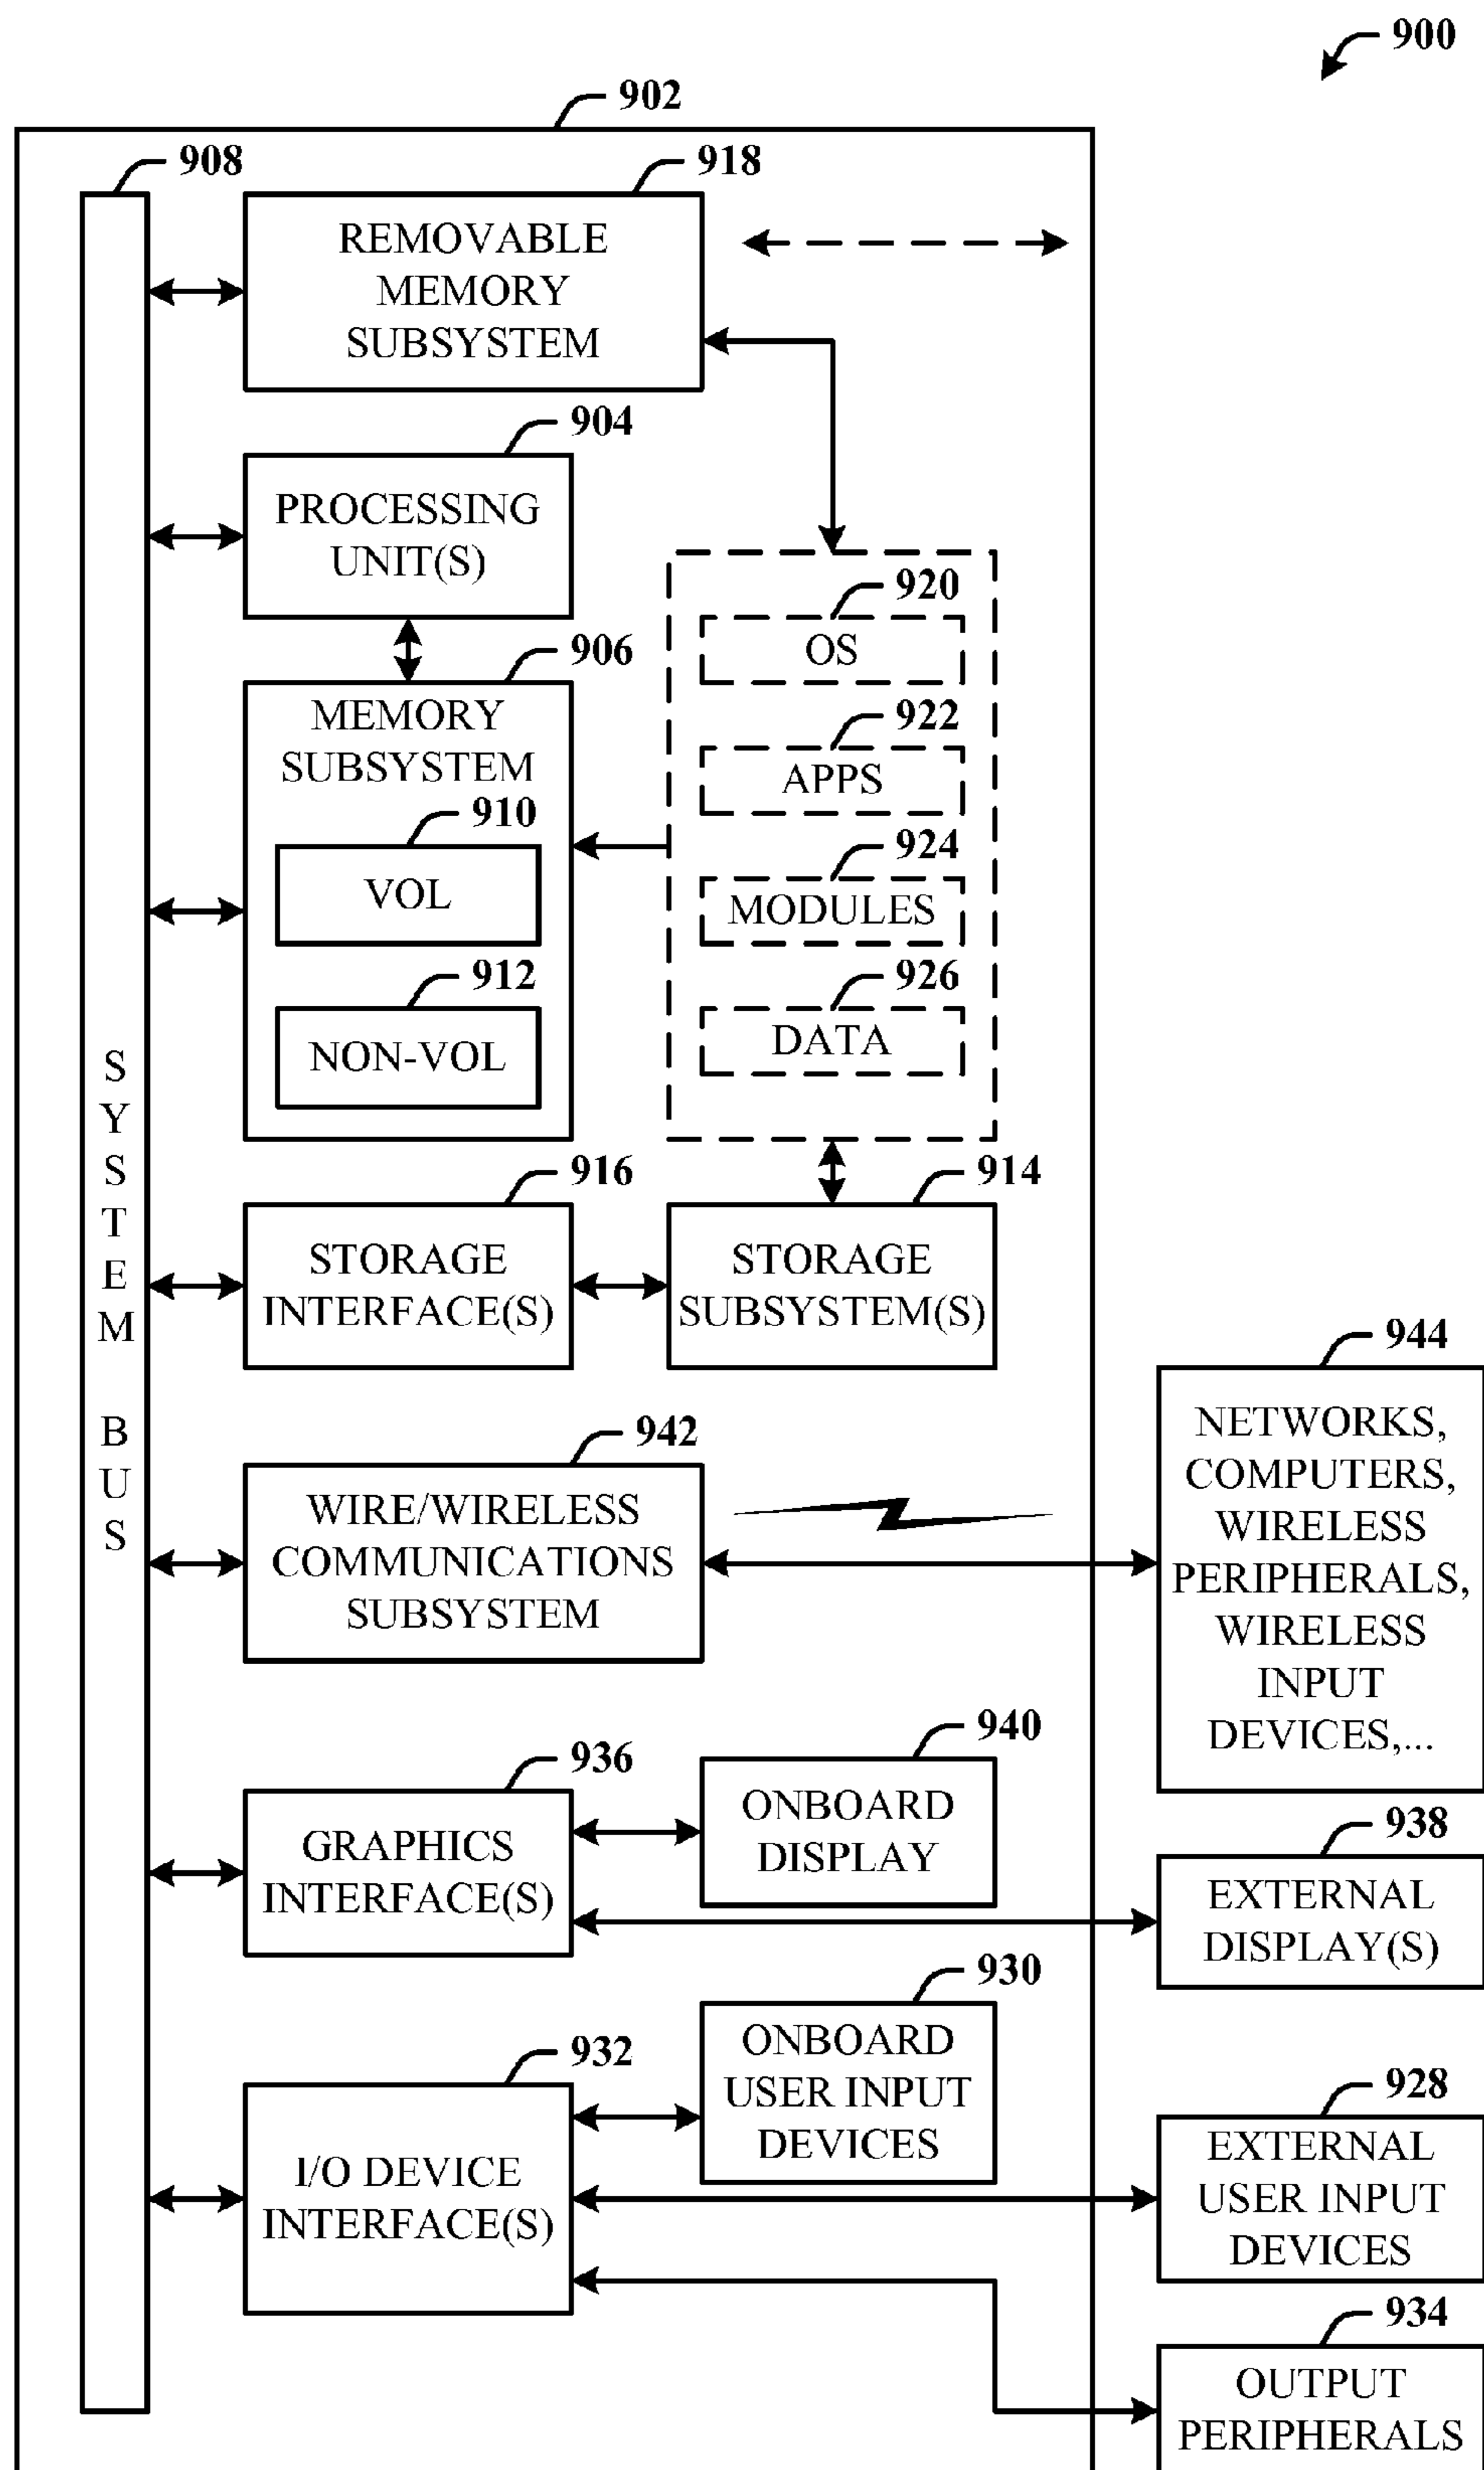 900
902
908
918
REMOVABLE
MEMORY
SUBSYSTEM
904
PROCESSING
UNIT(S)
906
MEMORY
SUBSYSTEM
910
VOL
912
NON-VOL
920
OS
922
APPS
924
MODULES
926
DATA
SYSTEM BUS
916
STORAGE
INTERFACE(S)
914
STORAGE
SUBSYSTEM(S)
942
WIRE/WIRELESS
COMMUNICATIONS
SUBSYSTEM
944
NETWORKS,
COMPUTERS,
WIRELESS
PERIPHERALS,
WIRELESS
INPUT
DEVICES,...
936
GRAPHICS
INTERFACE(S)
940
ONBOARD
DISPLAY
938
EXTERNAL
DISPLAY(S)
932
I/O DEVICE
INTERFACE(S)
930
ONBOARD
USER INPUT
DEVICES
928
EXTERNAL
USER INPUT
DEVICES
934
OUTPUT
PERIPHERALS